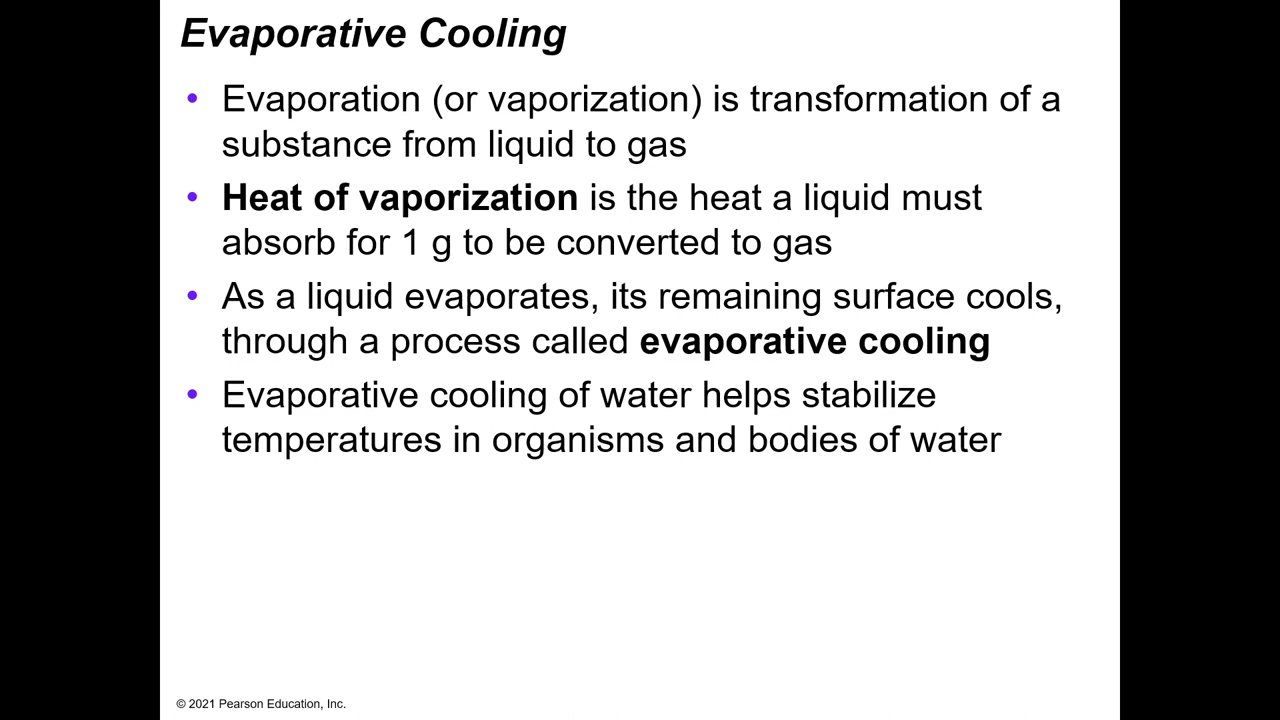 Evaporative Cooling
• Evaporation (or vaporization) is transformation of a
substance from liquid to gas
• Heat of vaporization is the heat a liquid must
absorb for 1 g to be converted to gas
• As a liquid evaporates, its remaining surface cools,
through a process called evaporative cooling
• Evaporative cooling of water helps stabilize
temperatures in organisms and bodies of water
© 2021 Pearson Education, Inc.